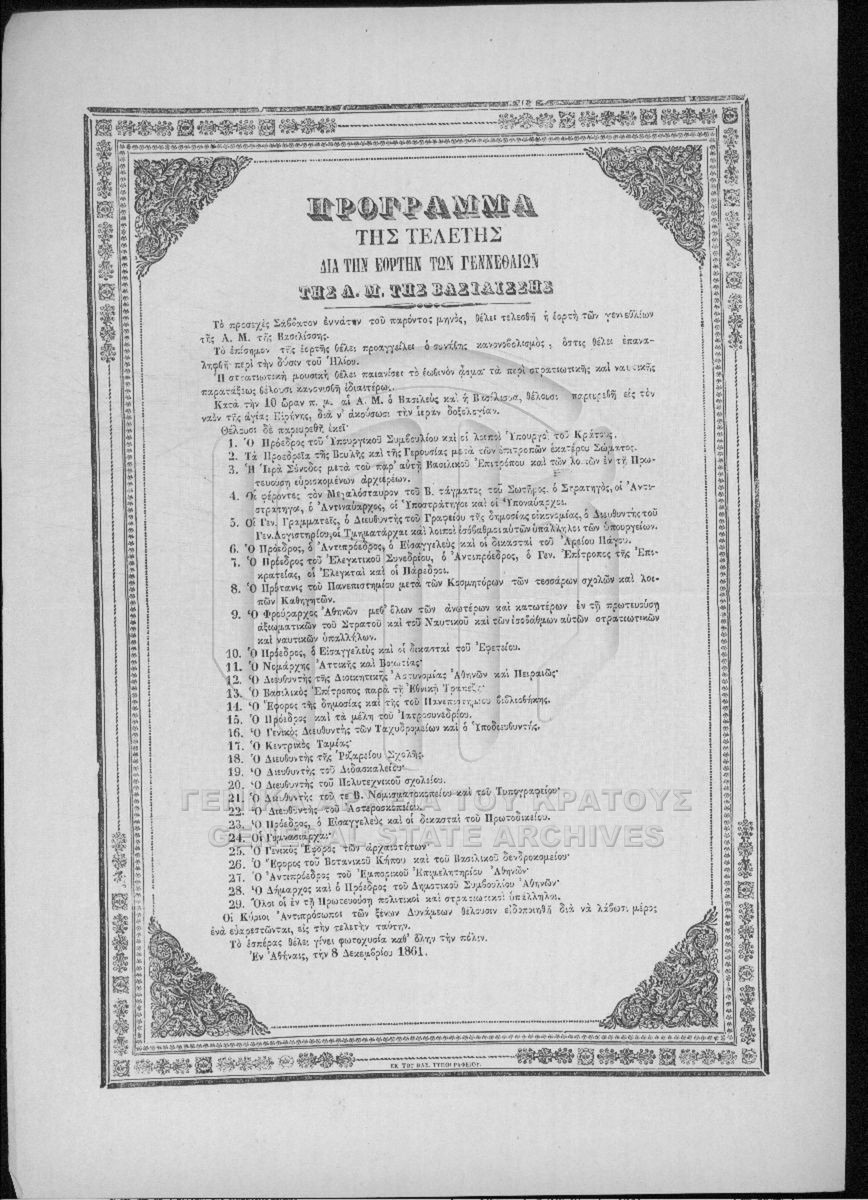 ΠΡΟΓΡΑΜΜΑ
ΤΗΣ ΤΕΛΕΤΗΣ
ΔΙΑ ΤΗΝ ΕΟΡΤΗΝ ΤΩΝ ΓΕΝΝΕΘΛΙΩΝ
ΤΗΣ Α. Μ. ΤΗΣ ΒΑΣΙΛΙΣΣΗΣ
Τὸ προσεχὲς Σάββατον ἐννάτην τοῦ παρόντος μηνὸς, θέλει τελεσθῆ ἡ ἑορτὴ τῶν γενεθλίων
τῆς Α. Μ. τῆς Βασιλίσσης.
Τὸ ἐπίσημον τῆς ἑορτῆς θέλει προαγγείλει ὁ συνήθης κανονοβολισμὸς, ὅστις θέλει ἐπανα-
ληφθῆ περὶ τὴν δύσιν τοῦ Ἡλίου.
Ἡ στρατιωτικὴ μουσικὴ θέλει παιανίσει τὸ ἑωθινὸν ᾆσμα· τὰ περὶ στρατιωτικῆς καὶ ναυτικῆς
παρατάξεως θέλουσι κανονισθῆ ἰδιαιτέρως.
Κατὰ τὴν 10 ὥραν π. μ. αἱ Α. Μ. ὁ Βασιλεὺς καὶ ἡ Βασίλισσα, θέλουσι παρευρεθῆ εἰς τὸν
ναὸν τῆς ἁγίας Εἰρήνης, διὰ ν' ἀκούσωσι τὴν ἱερὰν δοξολογίαν.
Θέλουσι δὲ παρευρεθῆ ἐκεῖ·
1. Ὁ Πρόεδρος τοῦ Ὑπουργικοῦ Συμβουλίου καὶ οἱ λοιποὶ Ὑπουργοὶ τοῦ Κράτους.
2. Τὰ Προεδρεῖα τῆς Βουλῆς καὶ τῆς Γερουσίας μετὰ τῶν ἐπιτροπῶν ἑκατέρου Σώματος.
3. Ἡ Ἱερὰ Σύνοδος μετὰ τοῦ παρ' αὐτῇ Βασιλικοῦ Ἐπιτρόπου καὶ τῶν λοιπῶν ἐν τῇ Πρω-
τευούσῃ εὑρισκομένων ἀρχιερέων.
4. Οἱ φέροντες τὸν Μεγαλόσταυρον τοῦ Β. τάγματος τοῦ Σωτῆρος, ὁ Στρατηγὸς, οἱ Ἀντι-
στράτηγοι, ὁ Ἀντιναύαρχος, οἱ Ὑποστράτηγοι καὶ οἱ Ὑποναύαρχοι.
5. Οἱ Γεν. Γραμματεῖς, ὁ Διευθυντὴς τοῦ Γραφείου τῆς δημοσίας οἰκονομίας, ὁ Διευθυντὴς τοῦ
Γεν. Λογιστηρίου, οἱ Τμηματάρχαι καὶ λοιποὶ ἰσόβαθμοι αὐτῶν ὑπάλληλοι τῶν ὑπουργείων.
6. Ὁ Πρόεδρος, ὁ Ἀντιπρόεδρος, ὁ Εἰσαγγελεὺς καὶ οἱ δικασταὶ τοῦ Ἀρείου Πάγου.
7. Ὁ Πρόεδρος τοῦ Ἐλεγκτικοῦ Συνεδρίου, ὁ Ἀντιπρόεδρος, ὁ Γεν. Ἐπίτροπος τῆς Ἐπι-
κρατείας, οἱ Ἐλεγκταὶ καὶ οἱ Πάρεδροι.
8. Ὁ Πρύτανις τοῦ Πανεπιστημίου μετὰ τῶν Κοσμητόρων τῶν τεσσάρων σχολῶν καὶ λοι-
πῶν Καθηγητῶν.
9. Ὁ Φρούραρχος Ἀθηνῶν μεθ' ὅλων τῶν ἀνωτέρων καὶ κατωτέρων ἐν τῇ πρωτευούσῃ
ἀξιωματικῶν τοῦ Στρατοῦ καὶ τοῦ Ναυτικοῦ καὶ τῶν ἰσοβάθμων αὐτῶν στρατιωτικῶν
καὶ ναυτικῶν ὑπαλλήλων.
10. Ὁ Πρόεδρος, ὁ Εἰσαγγελεὺς καὶ οἱ δικασταὶ τοῦ Ἐφετείου.
11. Ὁ Νομάρχης Ἀττικῆς καὶ Βοιωτίας·
12. Ὁ Διευθυντὴς τῆς Διοικητικῆς Ἀστυνομίας Ἀθηνῶν καὶ Πειραιῶς·
13. Ὁ Βασιλικὸς Ἐπίτροπος παρὰ τῇ Ἐθνικῇ Τραπέζῃ·
14. Ὁ Ἔφορος τῆς δημοσίας καὶ τῆς τοῦ Πανεπιστημίου βιβλιοθήκης.
15. Ὁ Πρόεδρος καὶ τὰ μέλη τοῦ Ἰατροσυνεδρίου.
16. Ὁ Γενικὸς Διευθυντὴς τῶν Ταχυδρομείων καὶ ὁ Ὑποδιευθυντής.
17. Ὁ Κεντρικὸς Ταμίας·
18. Ὁ Διευθυντὴς τῆς Ῥιζαρείου Σχολῆς.
19. Ὁ Διευθυντὴς τοῦ Διδασκαλείου·
20. Ὁ Διευθυντὴς τοῦ Πολυτεχνικοῦ σχολείου.
21. Ὁ Διευθυντὴς τοῦ τε Β. Νομισματοκοπείου καὶ τοῦ Τυπογραφείου·
22. Ὁ Διευθυντὴς τοῦ Ἀστεροσκοπείου.
23. Ὁ Πρόεδρος, ὁ Εἰσαγγελεὺς καὶ οἱ δικασταὶ τοῦ Πρωτοδικείου.
24. Οἱ Γυμνασιάρχαι·
25. Ὁ Γενικὸς Ἔφορος τῶν ἀρχαιοτήτων·
26. Ὁ Ἔφορος τοῦ Βοτανικοῦ Κήπου καὶ τοῦ Βασιλικοῦ δενδροκομείου·
27. Ὁ Ἀντιπρόεδρος τοῦ Ἐμπορικοῦ Ἐπιμελητηρίου Ἀθηνῶν·
28. Ὁ Δήμαρχος καὶ ὁ Πρόεδρος τοῦ Δημοτικοῦ Συμβουλίου Ἀθηνῶν·
29. Ὅλοι οἱ ἐν τῇ Πρωτευούσῃ πολιτικοὶ καὶ στρατιωτικοὶ ὑπάλληλοι.
Οἱ Κύριοι Ἀντιπρόσωποι τῶν ξένων Δυνάμεων θέλουσιν εἰδοποιηθῆ διὰ νὰ λάβωσι μέρος
ἐνᾷ εὐαρεστῶνται, εἰς τὴν τελετὴν ταύτην.
Τὸ ἑσπέρας θέλει γίνει φωτοχυσία καθ' ὅλην τὴν πόλιν.
Ἐν Ἀθήναις, τὴν 8 Δεκεμβρίου 1861.
ΕΚ ΤΟΥ ΒΑΣ. ΤΥΠΟΓΡΑΦΕΙΟΥ.
ΓΕΝΙΚΑ ΑΡΧΕΙΑ ΤΟΥ ΚΡΑΤΟΥΣ
GENERAL STATE ARCHIVES